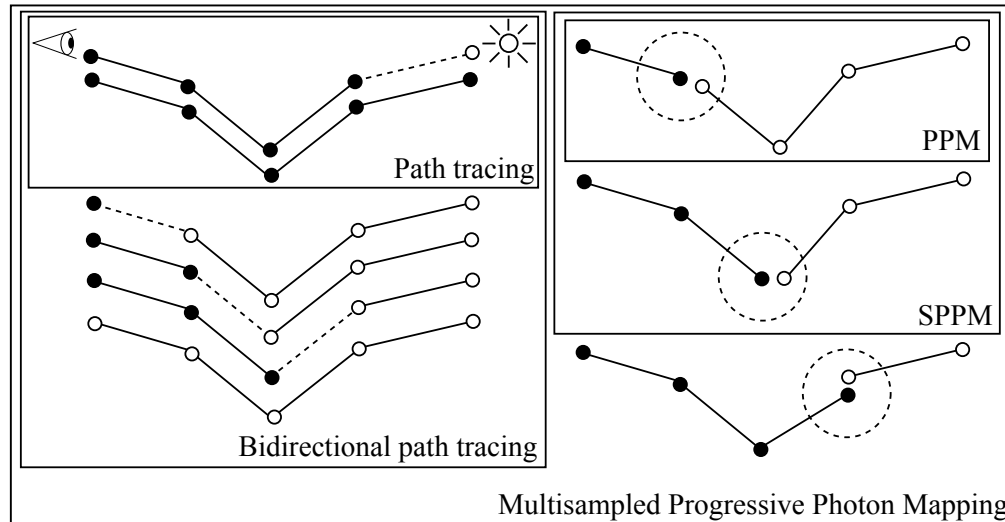 Path tracing
PPM
SPPM
Bidirectional path tracing
Multisampled Progressive Photon Mapping